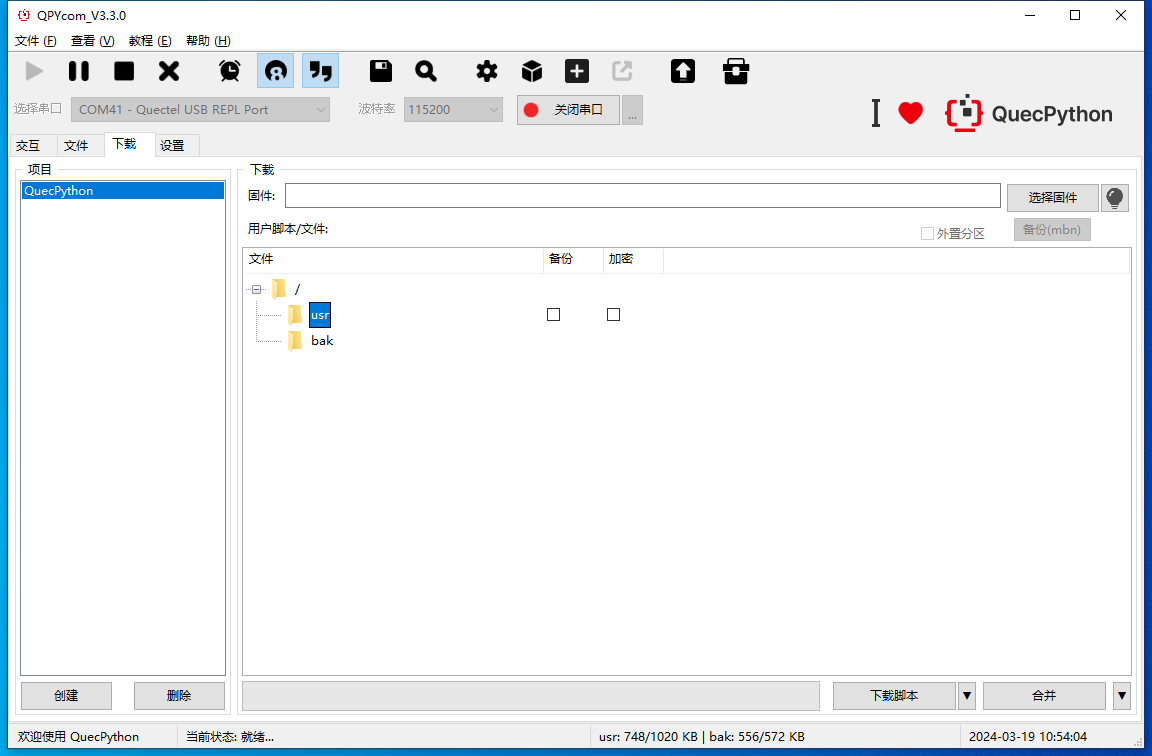 QPYcom_V3.3.0
文件 (F) 查看 (V) 教程 (E) 帮助 (H)
选择串口 COM41 - Quectel USB REPL Port 波特率 115200 关闭串口 ...
QuecPython
交互 文件 下载 设置
项目
QuecPython
下载
固件: 选择固件
用户脚本/文件: 外置分区 备份(mbn)
文件 备份 加密
/
usr
bak
创建 删除 下载脚本 合并
欢迎使用 QuecPython 当前状态: 就绪... usr: 748/1020 KB | bak: 556/572 KB 2024-03-19 10:54:04